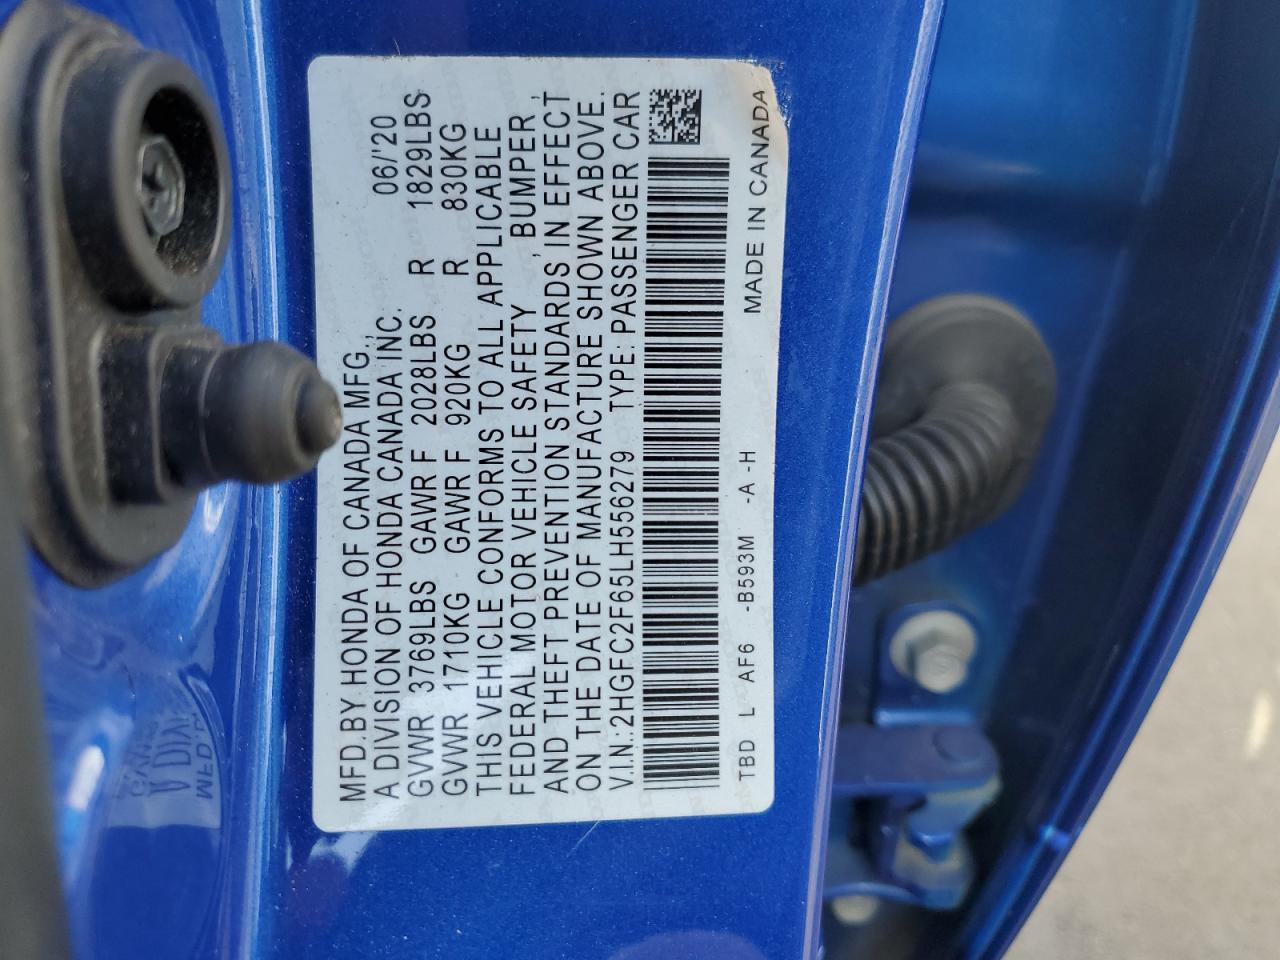 MFD.BY HONDA OF CANADA MFG.,
A DIVISION OF HONDA CANADA INC. 06/'20
GVWR 3769LBS GAWR F 2028LBS R 1829LBS
GVWR 1710KG GAWR F 920KG R 830KG
THIS VEHICLE CONFORMS TO ALL APPLICABLE
FEDERAL MOTOR VEHICLE SAFETY , BUMPER ,
AND THEFT PREVENTION STANDARDS IN EFFECT
ON THE DATE OF MANUFACTURE SHOWN ABOVE.
V.I.N.:2HGFC2F65LH556279 TYPE: PASSENGER CAR
TBD L AF6 -B593M -A -H MADE IN CANADA